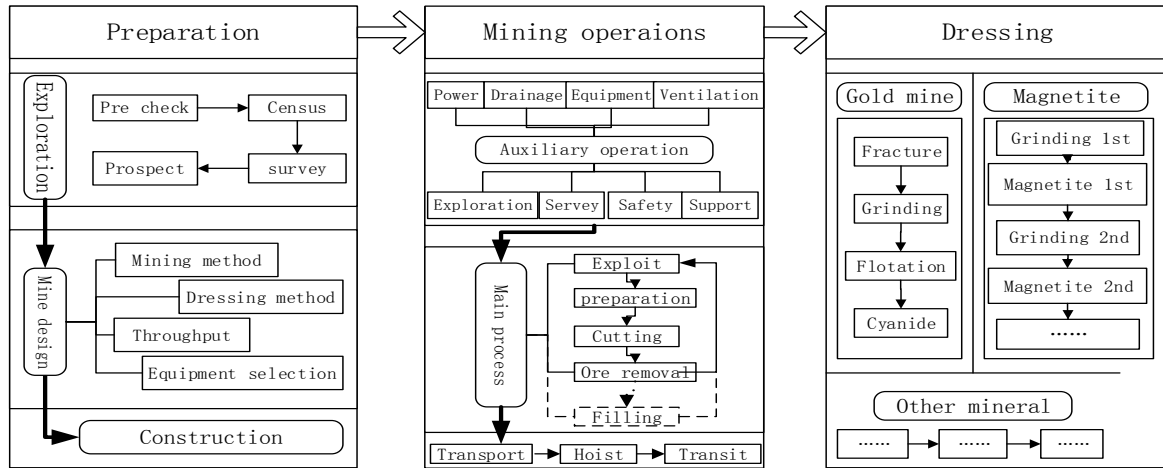 Preparation
Exploration
Pre check
Census
Prospect
survey
Mine design
Mining method
Dressing method
Throughput
Equipment selection
Construction
Mining operaions
Power
Drainage
Equipment
Ventilation
Auxiliary operation
Exploration
Servey
Safety
Support
Main process
Exploit
preparation
Cutting
Ore removal
Filling
Transport
Hoist
Transit
Dressing
Gold mine
Fracture
Grinding
Flotation
Cyanide
Magnetite
Grinding 1st
Magnetite 1st
Grinding 2nd
Magnetite 2nd
……
Other mineral
……
……
……